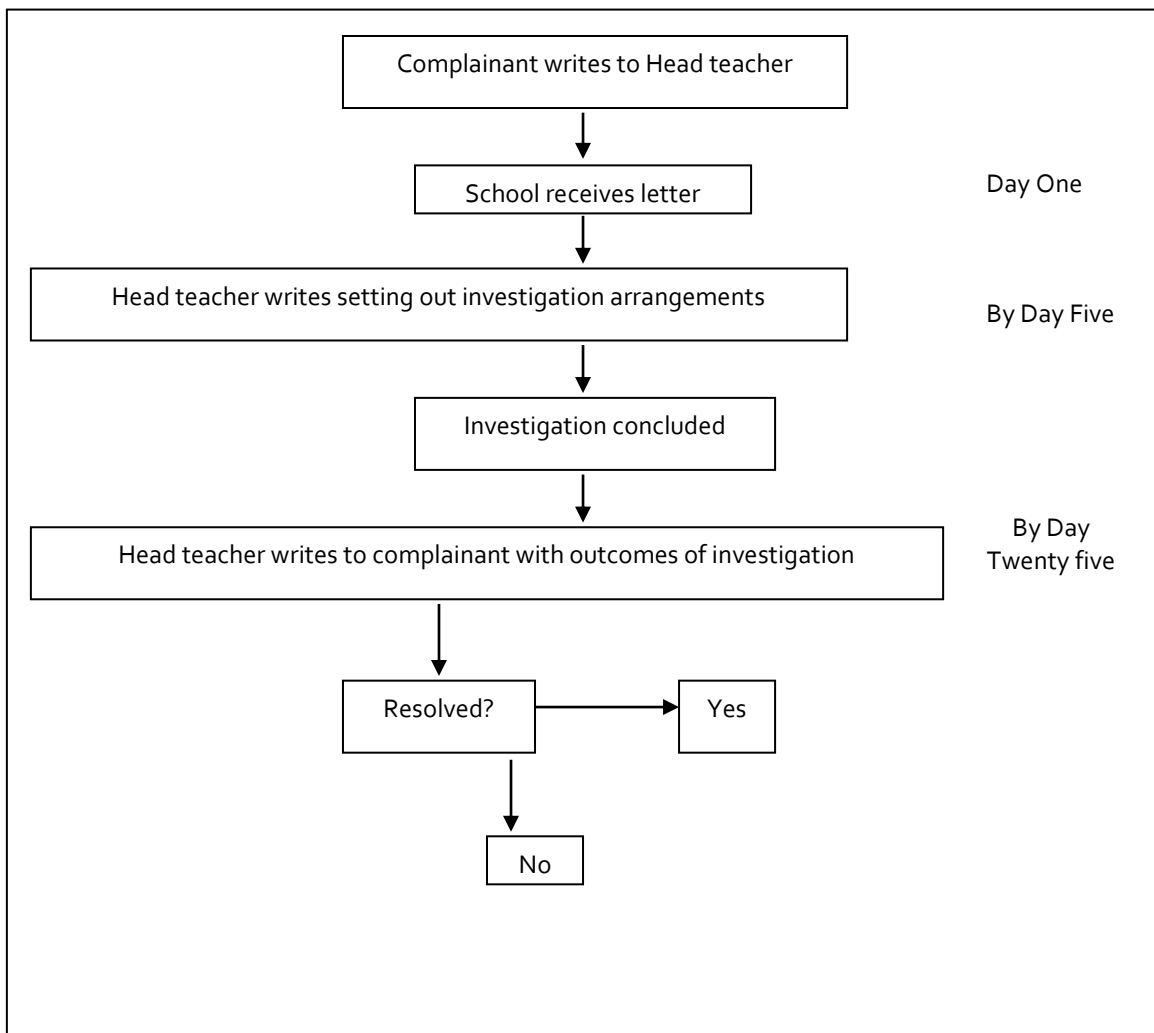 Complainant writes to Head teacher
School receives letter
Day One
Head teacher writes setting out investigation arrangements
By Day Five
Investigation concluded
Head teacher writes to complainant with outcomes of investigation
By Day
Twenty five
Resolved?
Yes
No